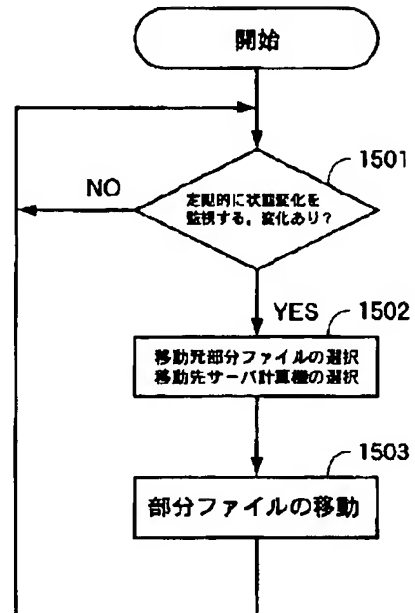 開始
1501
定期的に状態変化を
監視する。変化あり?
NO
YES
1502
移動元部分ファイルの選択
移動先サーバ計算機の選択
1503
部分ファイルの移動